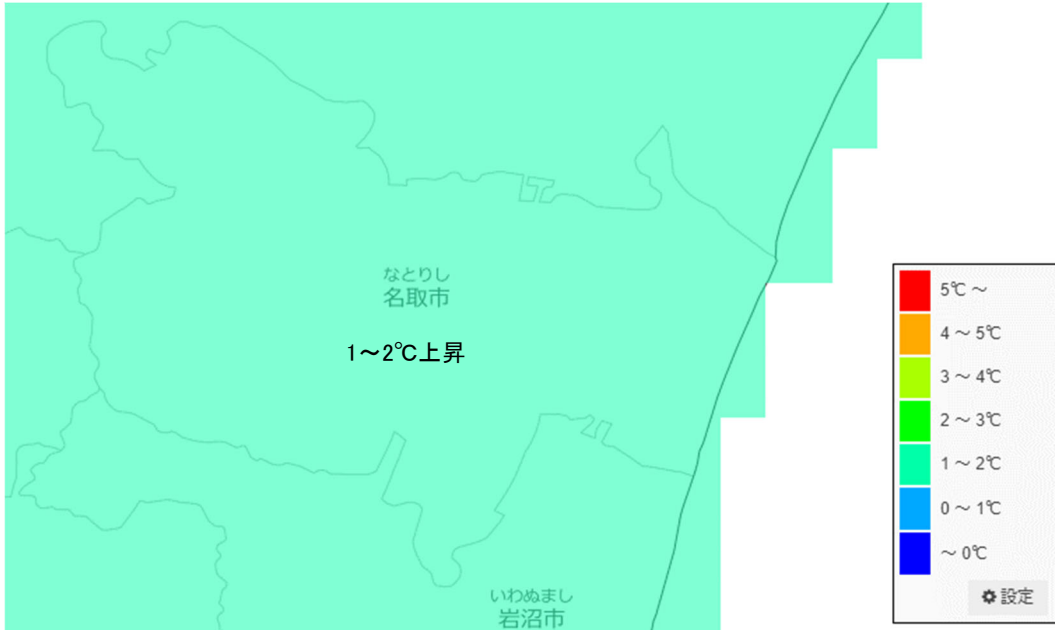 なとりし
名取市
1～2℃上昇
いわぬまし
岩沼市
5℃ ～
4 ～ 5℃
3 ～ 4℃
2 ～ 3℃
1 ～ 2℃
0 ～ 1℃
～ 0℃
設定